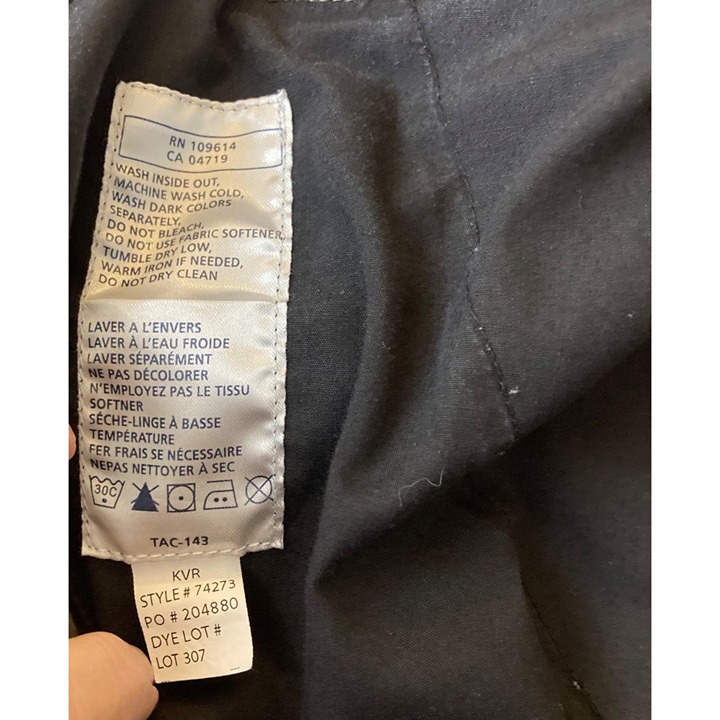 RN 109614
CA 04719
WASH INSIDE OUT,
MACHINE WASH COLD,
WASH DARK COLORS
SEPARATELY,
DO NOT BLEACH,
DO NOT USE FABRIC SOFTENER
TUMBLE DRY LOW,
WARM IRON IF NEEDED,
DO NOT DRY CLEAN
LAVER A L'ENVERS
LAVER À L'EAU FROIDE
LAVER SÉPARÉMENT
NE PAS DÉCOLORER
N'EMPLOYEZ PAS LE TISSU
SOFTNER
SÉCHE-LINGE À BASSE
TEMPÉRATURE
FER FRAIS SE NÉCESSAIRE
NEPAS NETTOYER À SEC
30C
TAC-143
KVR
STYLE # 74273
PO # 204880
DYE LOT #
LOT 307